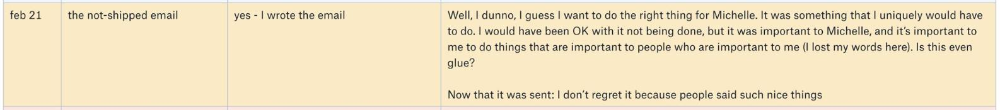 feb 21
the not-shipped email
yes - I wrote the email
Well, I dunno, I guess I want to do the right thing for Michelle. It was something that I uniquely would have
to do. I would have been OK with it not being done, but it was important to Michelle, and it's important to
me to do things that are important to people who are important to me (I lost my words here). Is this even
glue?
Now that it was sent: I don't regret it because people said such nice things